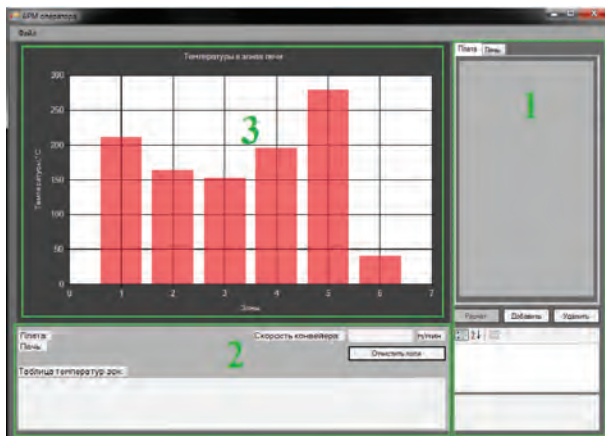 АРМ оператора
Файл
Температуры в зонах печи
Температуры, °C
300
250
200
150
100
50
0
0 1 2 3 4 5 6 7
Зоны
3
Плата Печь
1
Расчет Добавить Удалить
Плата:
Печь:
Скорость конвейера: м/мин
Очистить поля
2
Таблица температур зон: